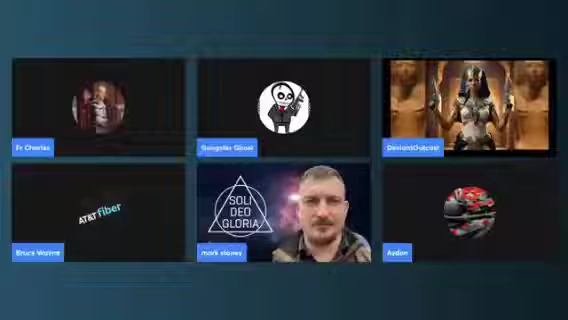 Fr Charles
Gangster Ghost
DeviantOutcast
AT&T fiber
Bruce Wayne
SOLI
DEO
GLORIA
mark stones
Aydan